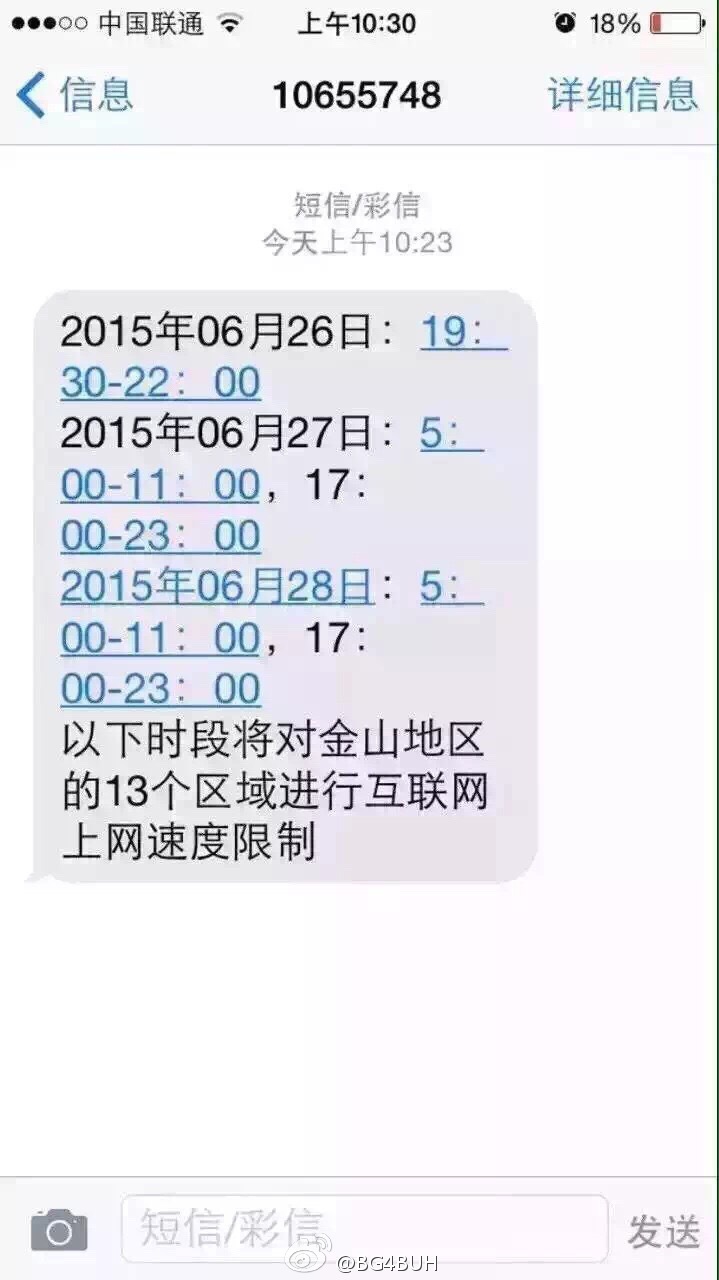 中国联通 上午10:30 18%
信息 10655748 详细信息
短信/彩信
今天上午10:23
2015年06月26日：19：
30-22：00
2015年06月27日：5：
00-11：00，17：
00-23：00
2015年06月28日：5：
00-11：00，17：
00-23：00
以下时段将对金山地区
的13个区域进行互联网
上网速度限制
短信/彩信 发送
@BG4BUH